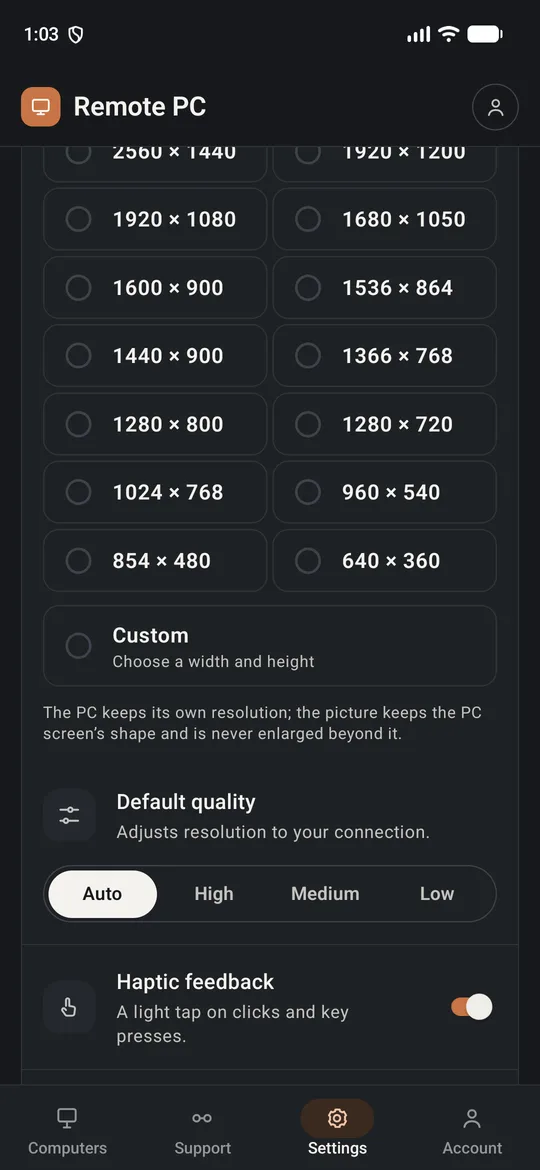 1:03
Remote PC
2560 × 1440
1920 × 1200
1920 × 1080
1680 × 1050
1600 × 900
1536 × 864
1440 × 900
1366 × 768
1280 × 800
1280 × 720
1024 × 768
960 × 540
854 × 480
640 × 360
Custom
Choose a width and height
The PC keeps its own resolution; the picture keeps the PC
screen’s shape and is never enlarged beyond it.
Default quality
Adjusts resolution to your connection.
Auto
High
Medium
Low
Haptic feedback
A light tap on clicks and key
presses.
Computers
Support
Settings
Account